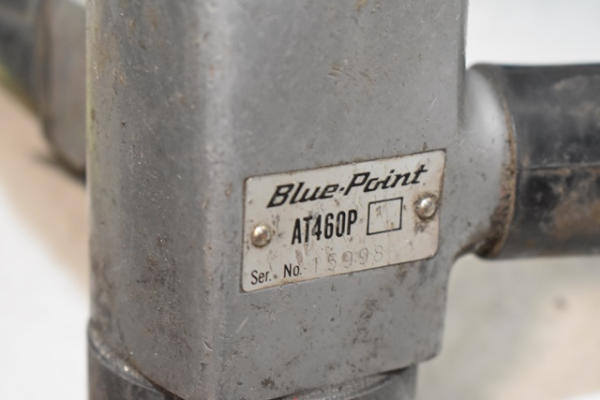 Blue-Point
AT460P
Ser. No. 15998